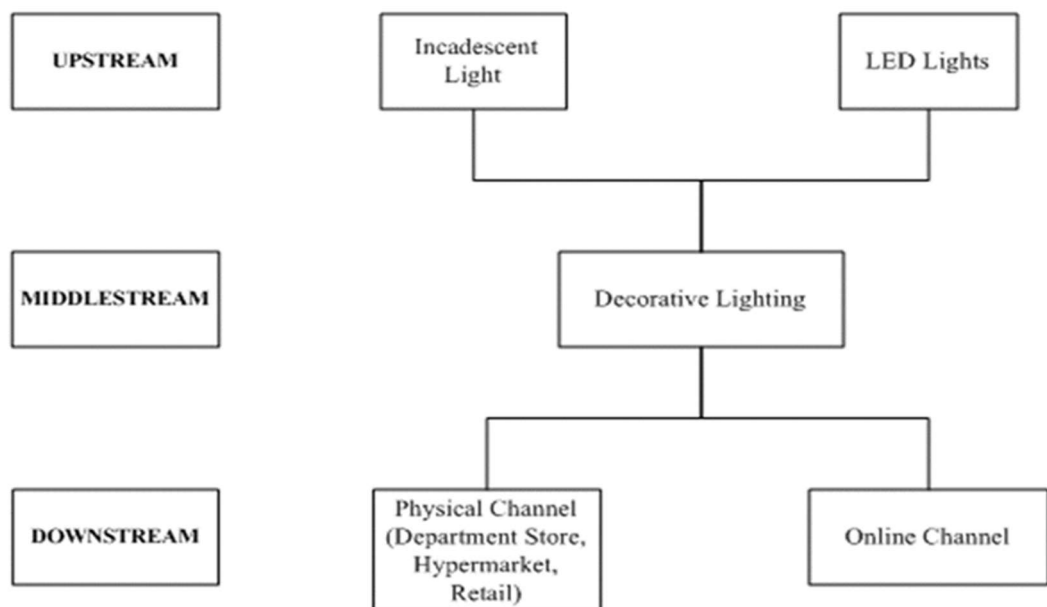 UPSTREAM
Incadescent
Light
LED Lights
MIDDLESTREAM
Decorative Lighting
DOWNSTREAM
Physical Channel
(Department Store,
Hypermarket,
Retail)
Online Channel